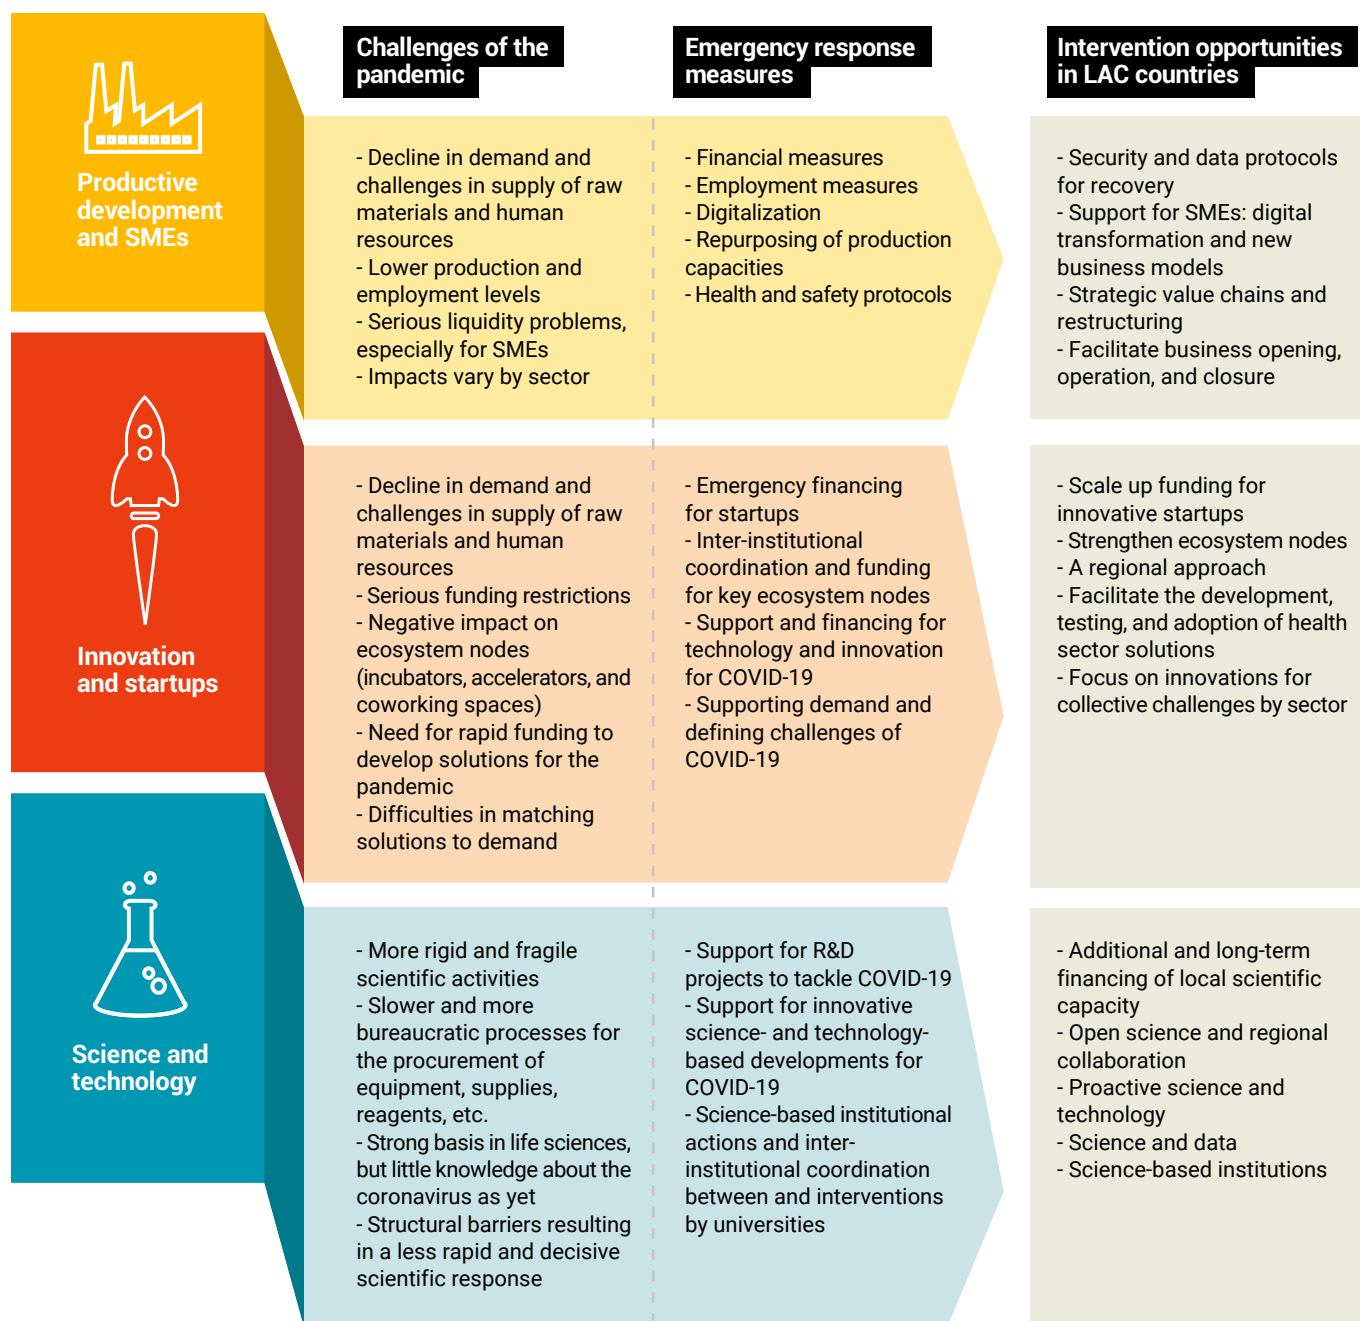 Challenges of the
pandemic
Emergency response
measures
Intervention opportunities
in LAC countries
Productive
development
and SMEs
- Decline in demand and
challenges in supply of raw
materials and human
resources
- Lower production and
employment levels
- Serious liquidity problems,
especially for SMEs
- Impacts vary by sector
- Financial measures
- Employment measures
- Digitalization
- Repurposing of production
capacities
- Health and safety protocols
- Security and data protocols
for recovery
- Support for SMEs: digital
transformation and new
business models
- Strategic value chains and
restructuring
- Facilitate business opening,
operation, and closure
Innovation
and startups
- Decline in demand and
challenges in supply of raw
materials and human
resources
- Serious funding restrictions
- Negative impact on
ecosystem nodes
(incubators, accelerators, and
coworking spaces)
- Need for rapid funding to
develop solutions for the
pandemic
- Difficulties in matching
solutions to demand
- Emergency financing
for startups
- Inter-institutional
coordination and funding
for key ecosystem nodes
- Support and financing for
technology and innovation
for COVID-19
- Supporting demand and
defining challenges of
COVID-19
- Scale up funding for
innovative startups
- Strengthen ecosystem nodes
- A regional approach
- Facilitate the development,
testing, and adoption of health
sector solutions
- Focus on innovations for
collective challenges by sector
Science and
technology
- More rigid and fragile
scientific activities
- Slower and more
bureaucratic processes for
the procurement of
equipment, supplies,
reagents, etc.
- Strong basis in life sciences,
but little knowledge about the
coronavirus as yet
- Structural barriers resulting
in a less rapid and decisive
scientific response
- Support for R&D
projects to tackle COVID-19
- Support for innovative
science- and technology-
based developments for
COVID-19
- Science-based institutional
actions and inter-
institutional coordination
between and interventions
by universities
- Additional and long-term
financing of local scientific
capacity
- Open science and regional
collaboration
- Proactive science and
technology
- Science and data
- Science-based institutions